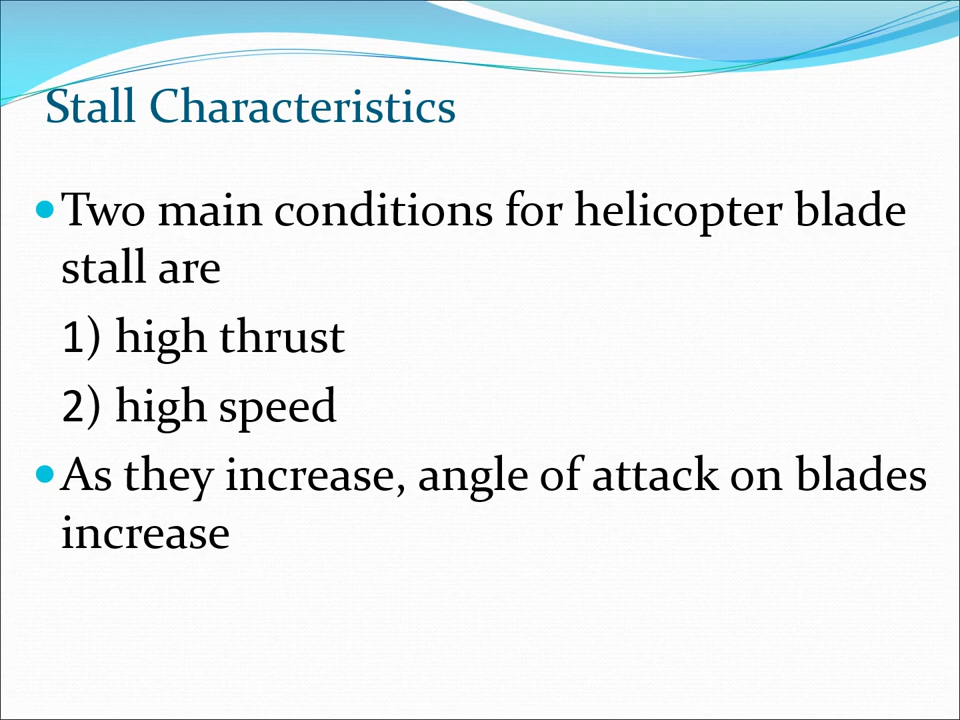 Stall Characteristics
Two main conditions for helicopter blade
stall are
1) high thrust
2) high speed
As they increase, angle of attack on blades
increase